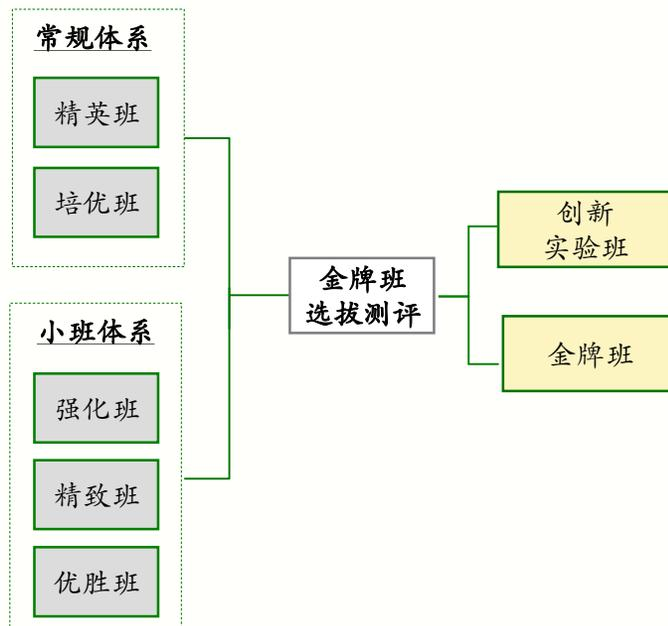 常规体系
精英班
培优班
小班体系
强化班
精致班
优胜班
金牌班
选拔测评
创新
实验班
金牌班